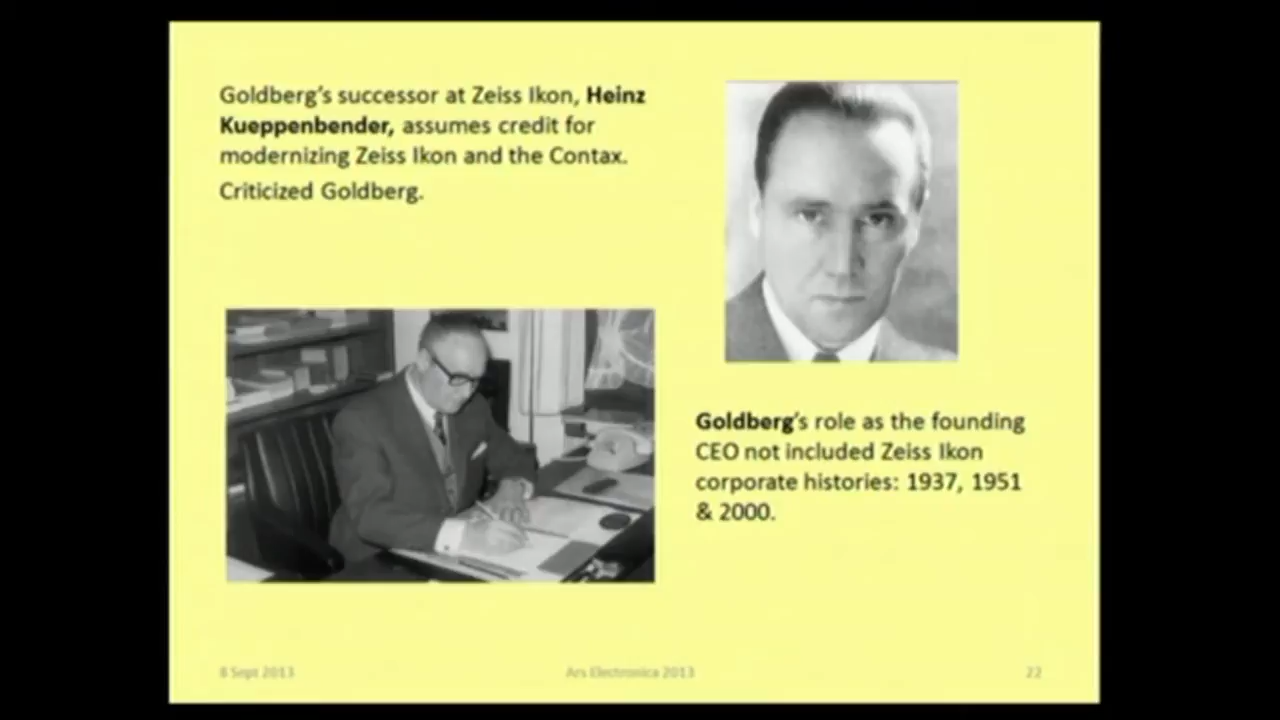 Goldberg's successor at Zeiss Ikon, Heinz
Kueppenbender, assumes credit for
modernizing Zeiss Ikon and the Contax.
Criticized Goldberg.
Goldberg's role as the founding
CEO not included Zeiss Ikon
corporate histories: 1937, 1951
& 2000.
8 Sept 2013
Ars Electronica 2013
22